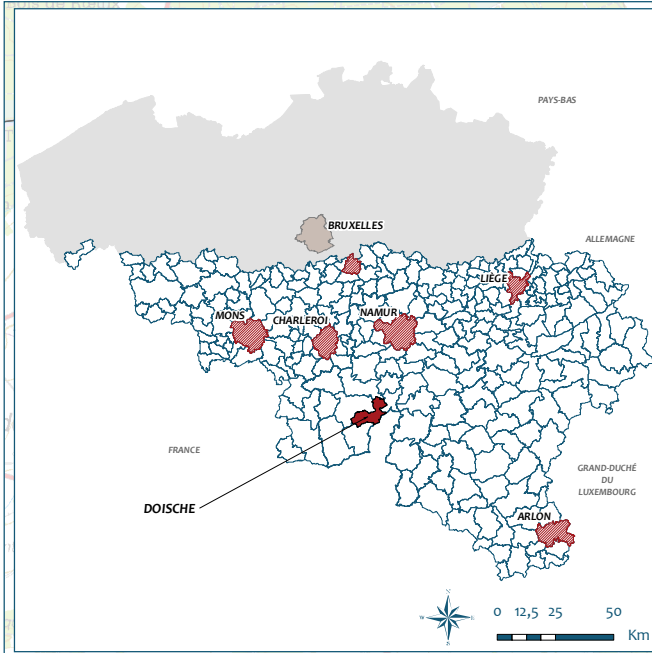 PAYS-BAS
BRUXELLES
ALLEMAGNE
LIÈGE
MONS
CHARLEROI
NAMUR
FRANCE
GRAND-DUCHÉ
DU
LUXEMBOURG
DOISCHE
ARLON
0 12,5 25 50
Km